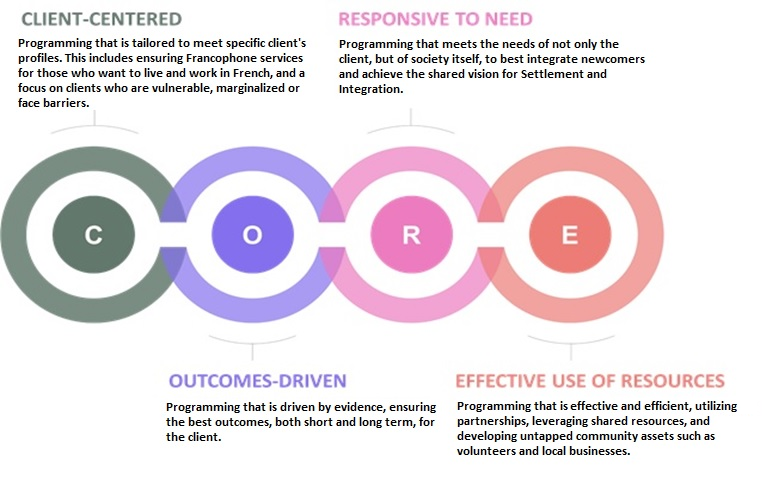 CLIENT-CENTERED
Programming that is tailored to meet specific client's
profiles. This includes ensuring Francophone services
for those who want to live and work in French, and a
focus on clients who are vulnerable, marginalized or
face barriers.
RESPONSIVE TO NEED
Programming that meets the needs of not only the
client, but of society itself, to best integrate newcomers
and achieve the shared vision for Settlement and
Integration.
C O R E
OUTCOMES-DRIVEN
Programming that is driven by evidence, ensuring
the best outcomes, both short and long term, for
the client.
EFFECTIVE USE OF RESOURCES
Programming that is effective and efficient, utilizing
partnerships, leveraging shared resources, and
developing untapped community assets such as
volunteers and local businesses.